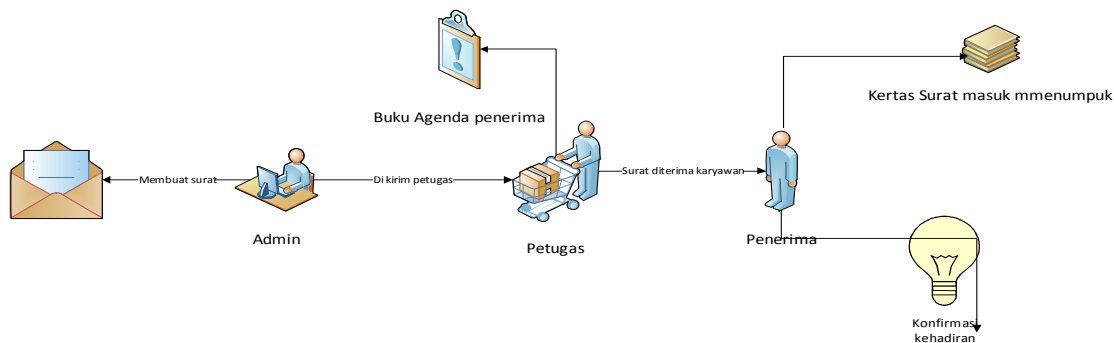 Buku Agenda penerima
Kertas Surat masuk mmenumpuk
Membuat surat
Di kirim petugas
Surat diterima karyawan
Admin
Petugas
Penerima
Konfirmasi
kehadiran